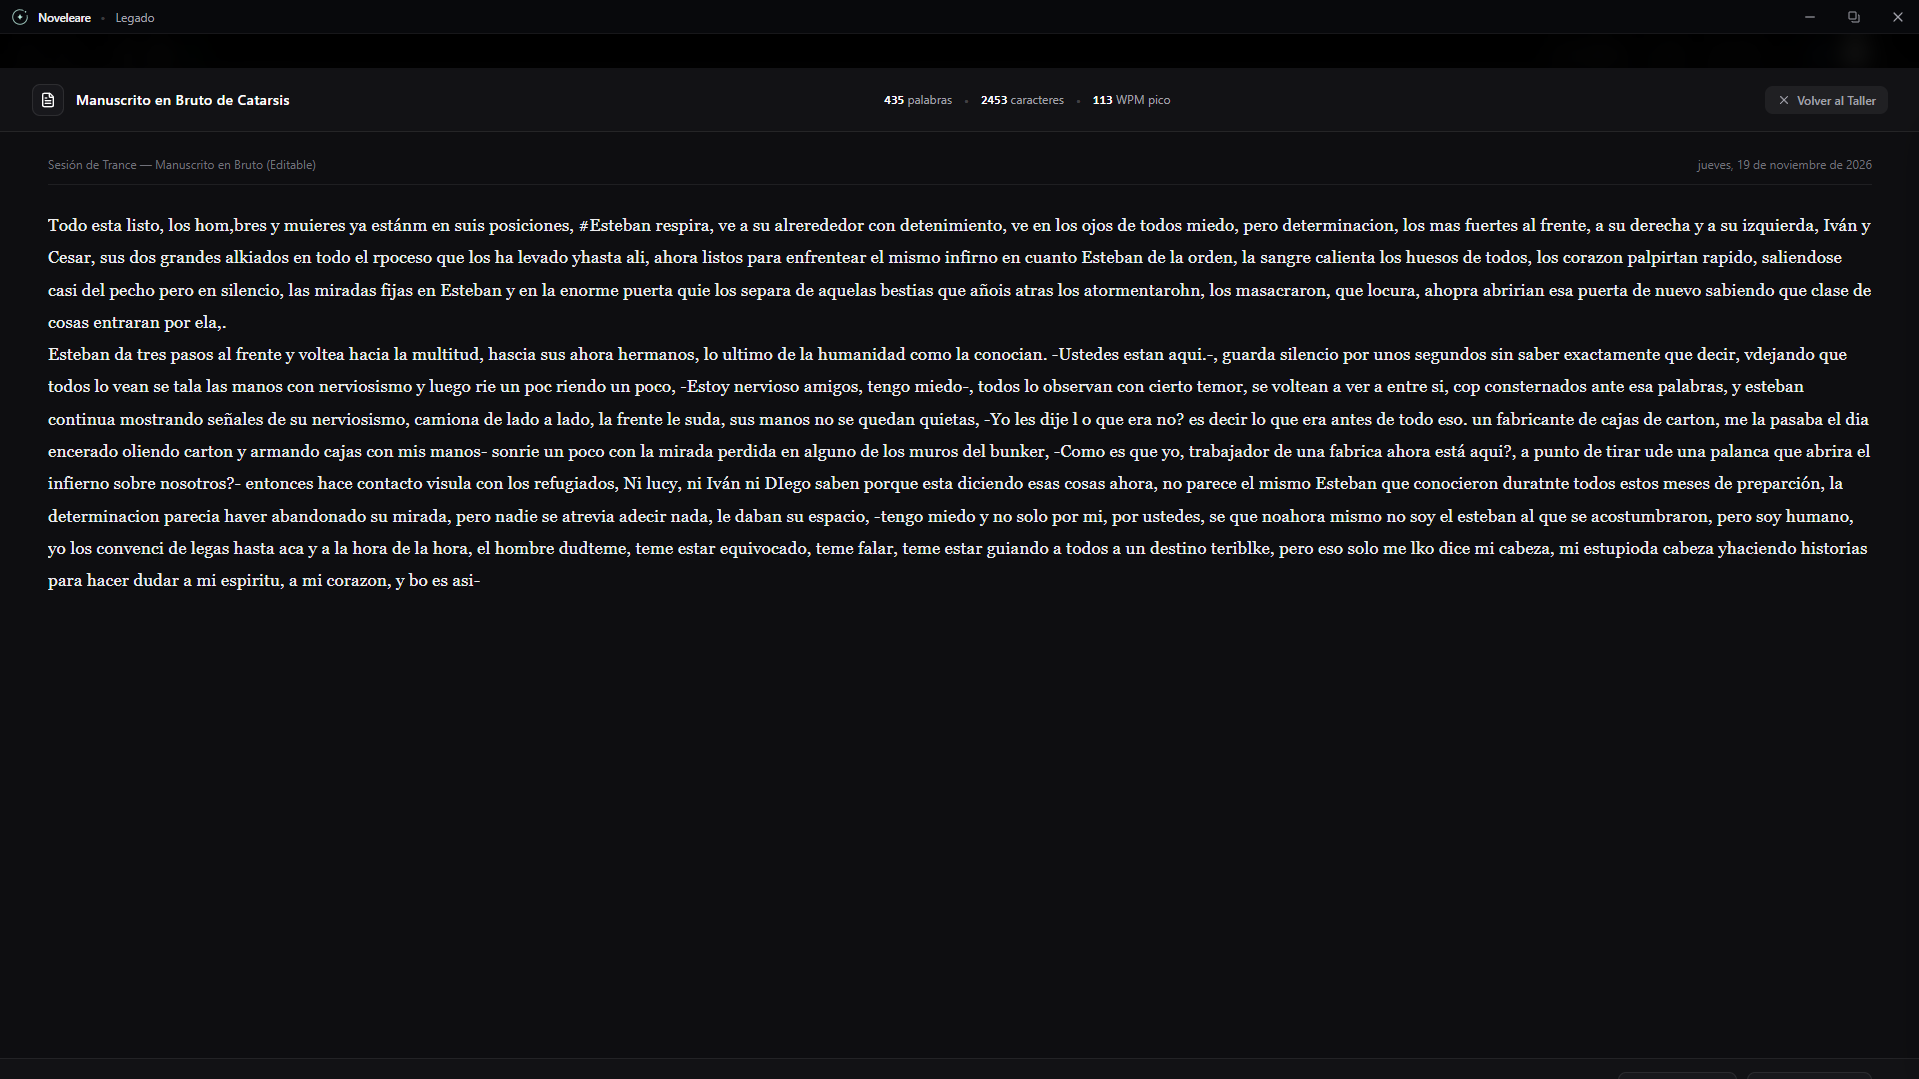 Noveleare • Legado
Manuscrito en Bruto de Catarsis
435 palabras • 2453 caracteres • 113 WPM pico
Volver al Taller
Sesión de Trance — Manuscrito en Bruto (Editable)
jueves, 19 de noviembre de 2026
Todo esta listo, los hom,bres y muieres ya estánm en suis posiciones, #Esteban respira, ve a su alrerededor con detenimiento, ve en los ojos de todos miedo, pero determinacion, los mas fuertes al frente, a su derecha y a su izquierda, Iván y
Cesar, sus dos grandes alkiados en todo el rpoceso que los ha levado yhasta ali, ahora listos para enfrentear el mismo infirno en cuanto Esteban de la orden, la sangre calienta los huesos de todos, los corazon palpirtan rapido, saliendose
casi del pecho pero en silencio, las miradas fijas en Esteban y en la enorme puerta quie los separa de aquelas bestias que añois atras los atormentarohn, los masacraron, que locura, ahopra abririan esa puerta de nuevo sabiendo que clase de
cosas entraran por ela,.
Esteban da tres pasos al frente y voltea hacia la multitud, hascia sus ahora hermanos, lo ultimo de la humanidad como la conocian. -Ustedes estan aqui.-, guarda silencio por unos segundos sin saber exactamente que decir, vdejando que
todos lo vean se tala las manos con nerviosismo y luego rie un poc riendo un poco, -Estoy nervioso amigos, tengo miedo-, todos lo observan con cierto temor, se voltean a ver a entre si, cop consternados ante esa palabras, y esteban
continua mostrando señales de su nerviosismo, camiona de lado a lado, la frente le suda, sus manos no se quedan quietas, -Yo les dije l o que era no? es decir lo que era antes de todo eso. un fabricante de cajas de carton, me la pasaba el dia
encerado oliendo carton y armando cajas con mis manos- sonrie un poco con la mirada perdida en alguno de los muros del bunker, -Como es que yo, trabajador de una fabrica ahora está aqui?, a punto de tirar ude una palanca que abrira el
infierno sobre nosotros?- entonces hace contacto visula con los refugiados, Ni lucy, ni Iván ni DIego saben porque esta diciendo esas cosas ahora, no parece el mismo Esteban que conocieron duratnte todos estos meses de preparción, la
determinacion parecia haver abandonado su mirada, pero nadie se atrevia adecir nada, le daban su espacio, -tengo miedo y no solo por mi, por ustedes, se que noahora mismo no soy el esteban al que se acostumbraron, pero soy humano,
yo los convenci de legas hasta aca y a la hora de la hora, el hombre dudteme, teme estar equivocado, teme falar, teme estar guiando a todos a un destino teriblke, pero eso solo me lko dice mi cabeza, mi estupioda cabeza yhaciendo historias
para hacer dudar a mi espiritu, a mi corazon, y bo es asi-